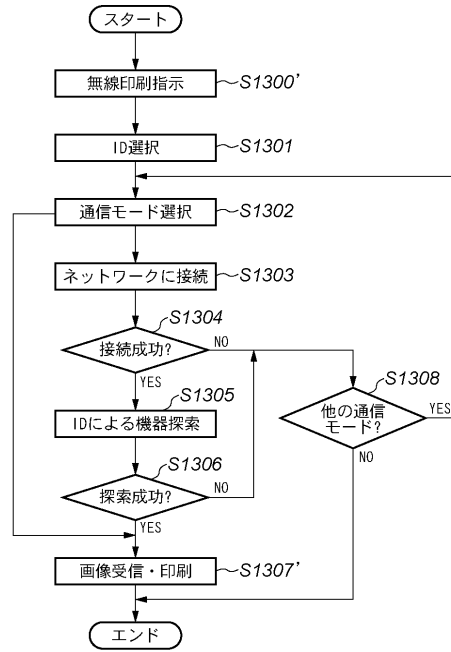 スタート
無線印刷指示
S1300'
ID選択
S1301
通信モード選択
S1302
ネットワークに接続
S1303
S1304
接続成功?
NO
YES
S1305
IDによる機器探索
S1308
他の通信
モード?
YES
NO
S1306
探索成功?
NO
YES
画像受信・印刷
S1307'
エンド